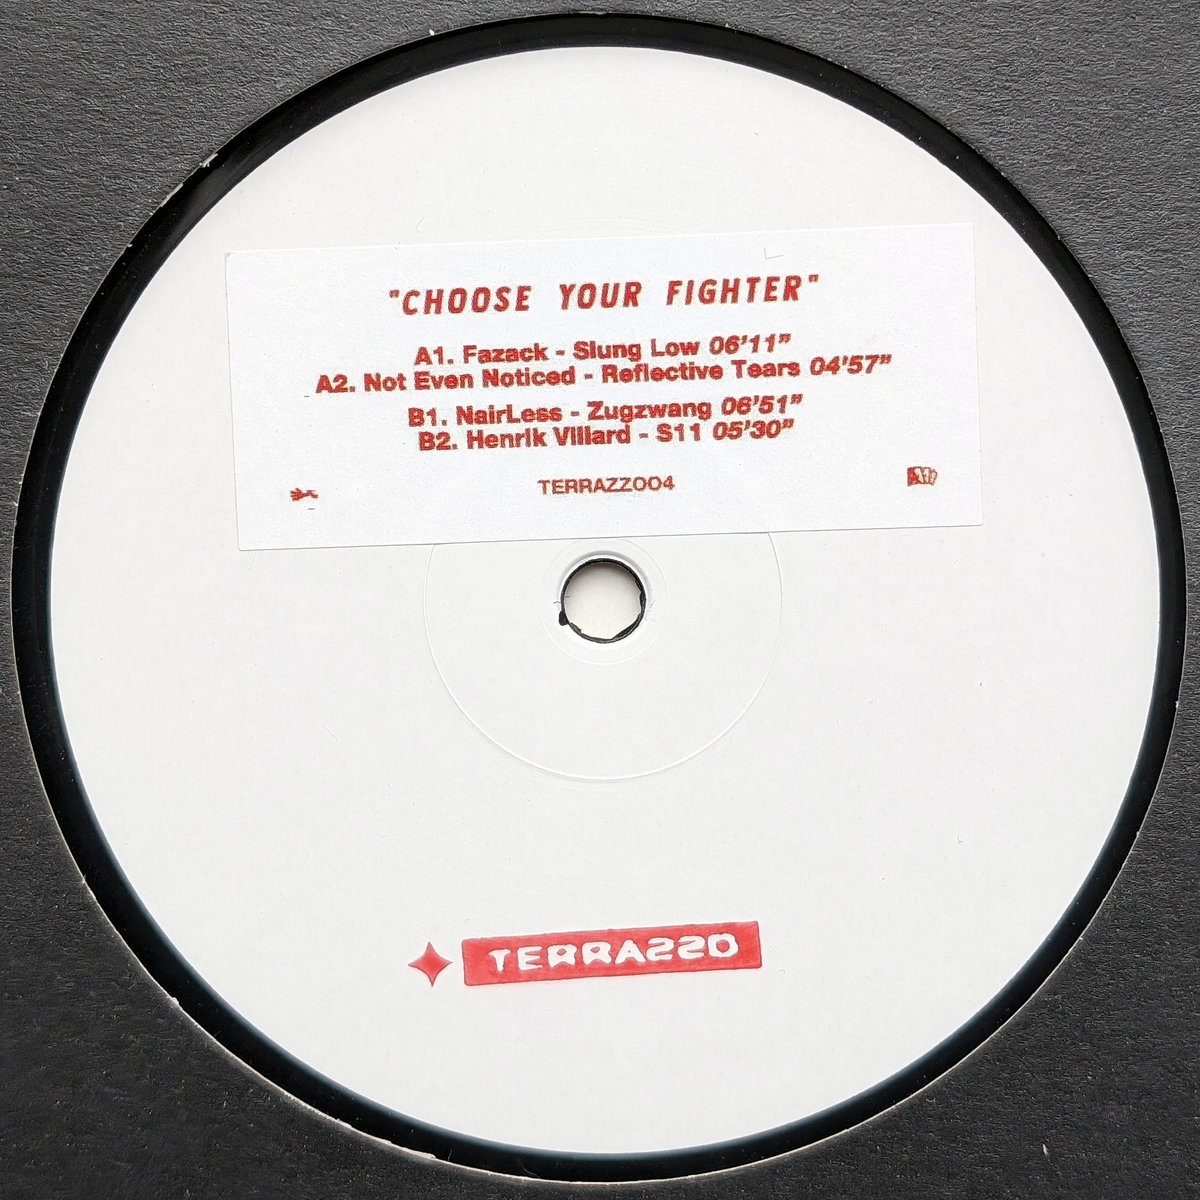 "CHOOSE YOUR FIGHTER"
A1. Fazack - Slung Low 06'11"
A2. Not Even Noticed - Reflective Tears 04'57"
B1. NairLess - Zugzwang 06'51"
B2. Henrik Villard - S11 05'30"
TERRAZZO04
TERRAZZO